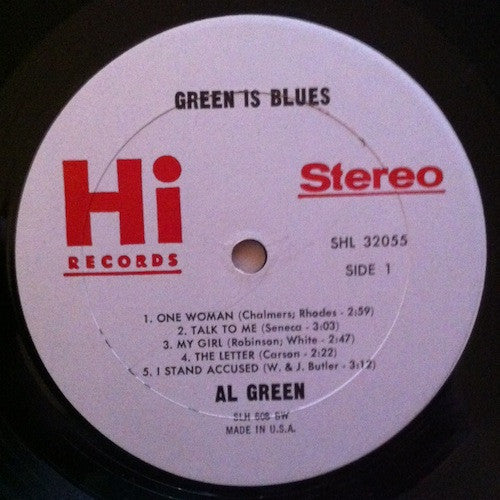 GREEN IS BLUES
Hi
RECORDS
Stereo
SHL 32055
SIDE 1
1. ONE WOMAN (Chalmers; Rhodes - 2:59)
2. TALK TO ME (Seneca - 3:03)
3. MY GIRL (Robinson; White - 2:47)
4. THE LETTER (Carson - 2:22)
5. I STAND ACCUSED (W. & J. Butler - 3:12)
AL GREEN
SLH 608 BW
MADE IN U.S.A.